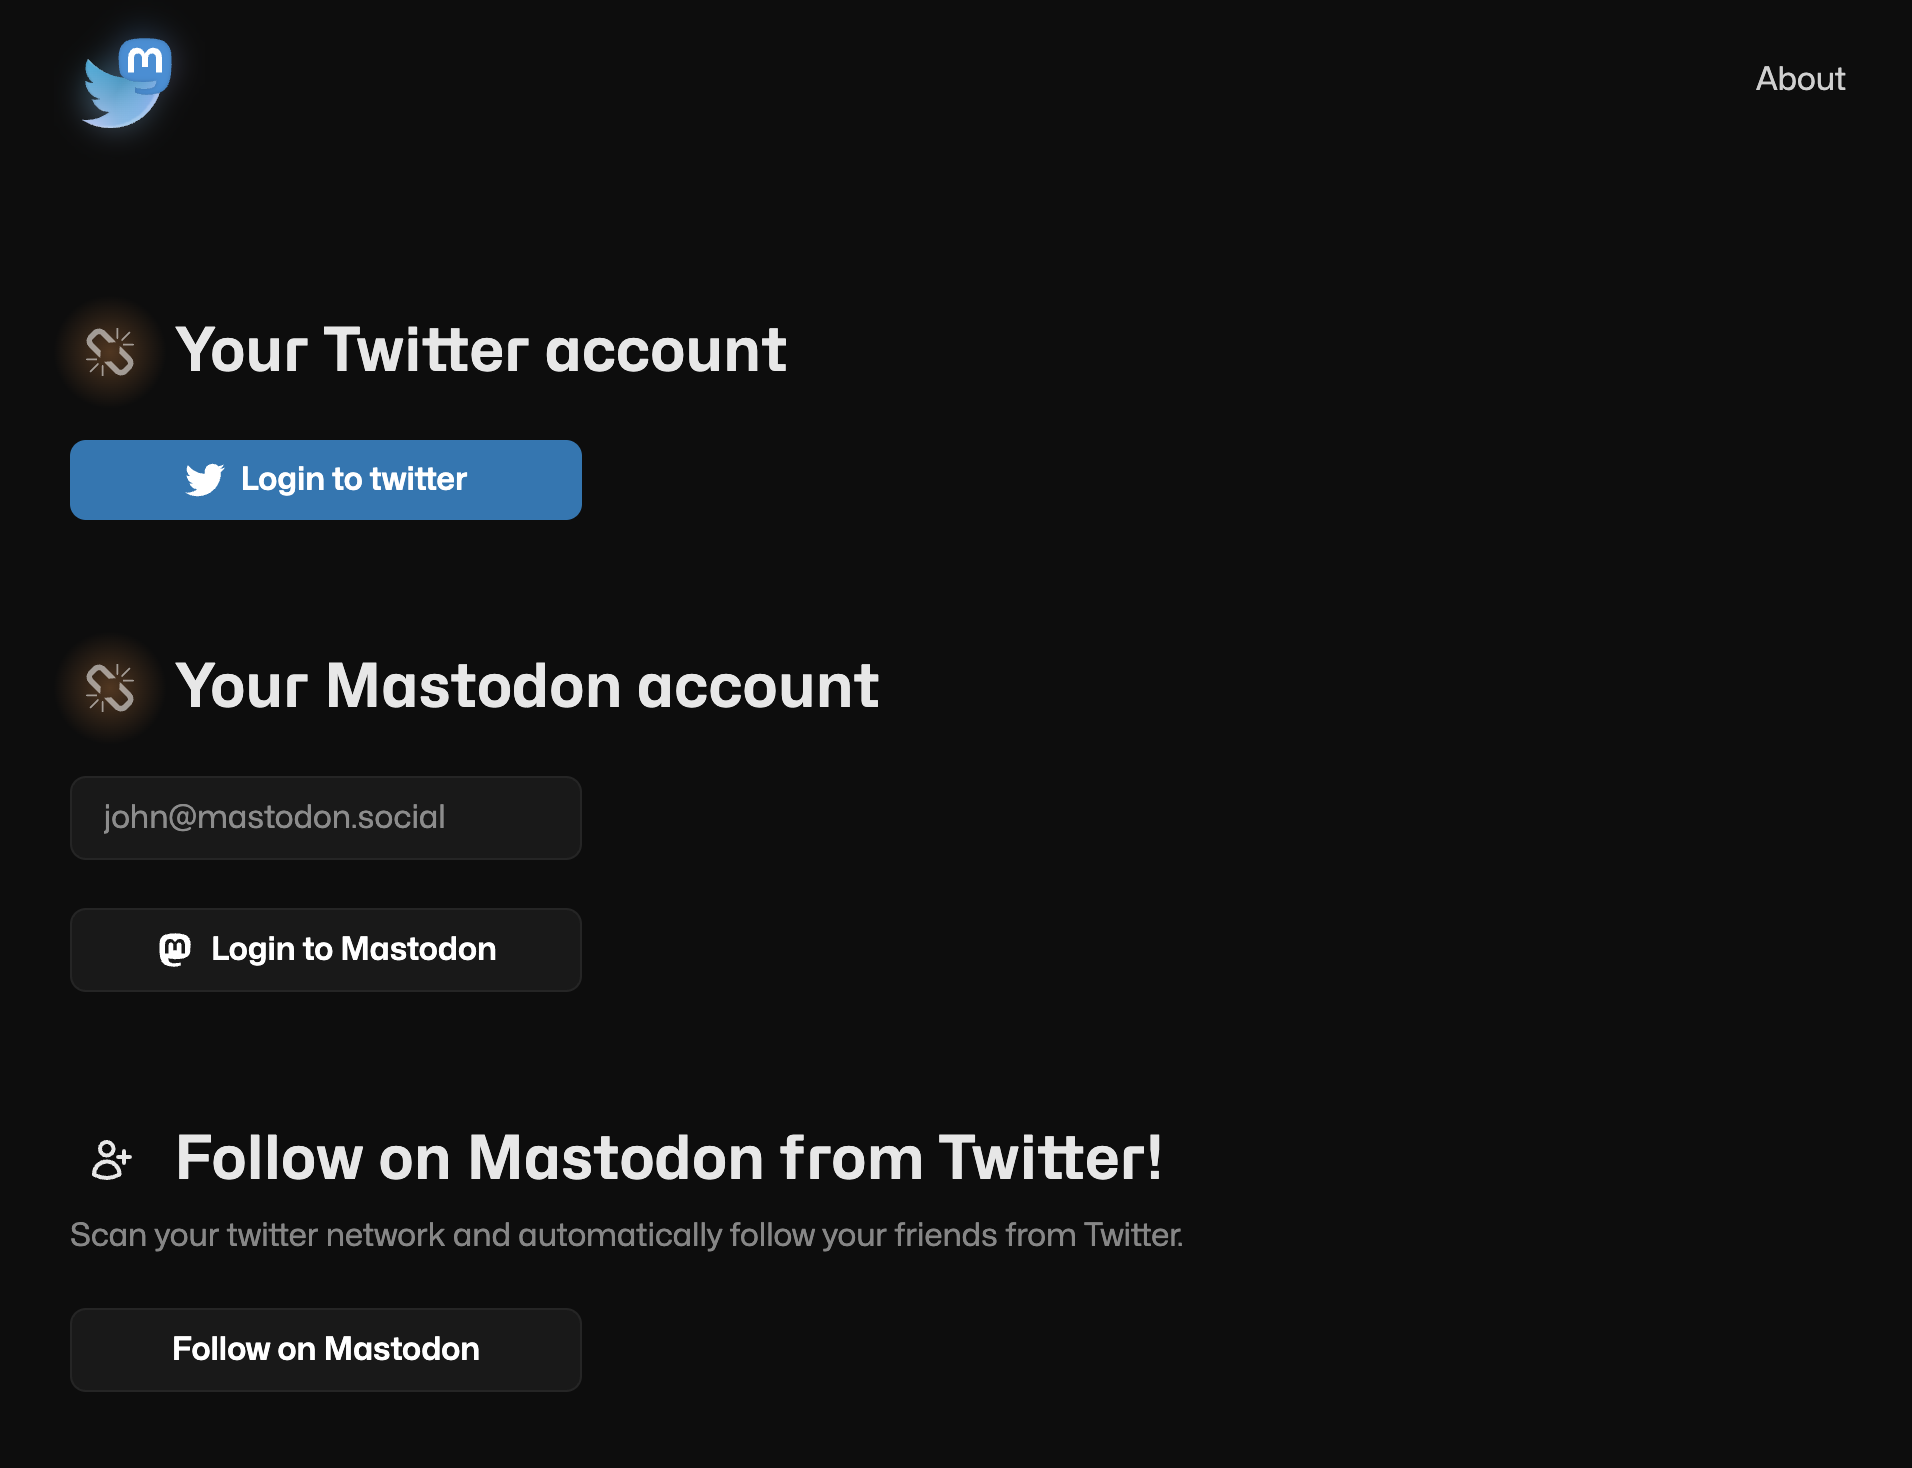 About
Your Twitter account
Login to twitter
Your Mastodon account
john@mastodon.social
Login to Mastodon
Follow on Mastodon from Twitter!
Scan your twitter network and automatically follow your friends from Twitter.
Follow on Mastodon